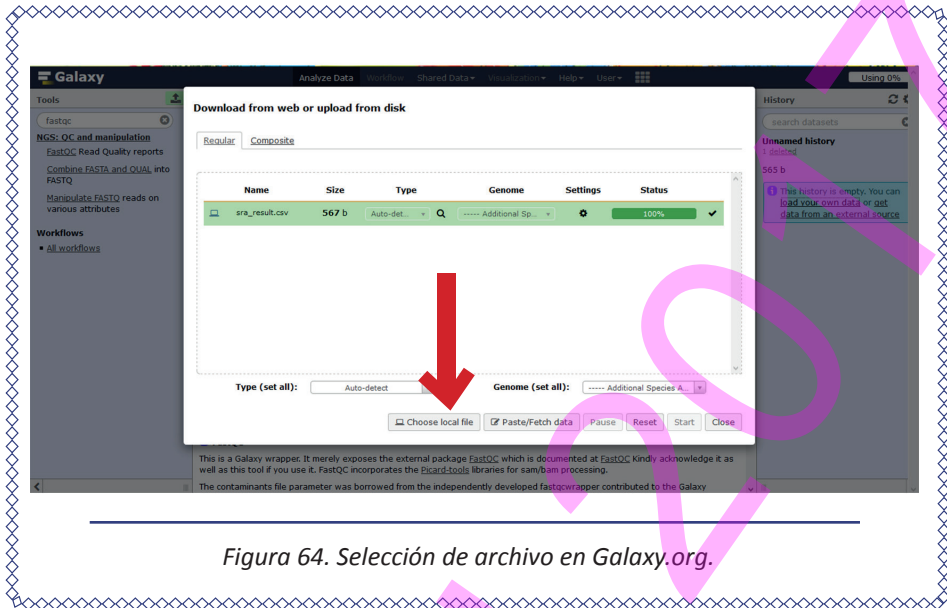 Galaxy
Analyze Data Workflow Shared Data Visualization Help User
Using 0%
Tools
fastqc
NGS: QC and manipulation
FastQC Read Quality reports
Combine FASTA and QUAL into
FASTQ
Manipulate FASTQ reads on
various attributes
Workflows
All workflows
Download from web or upload from disk
Regular Composite
Name Size Type Genome Settings Status
sra_result.csv 567 b Auto-det... ----- Additional Sp... 100%
Type (set all): Auto-detect Genome (set all): ----- Additional Species A...
Choose local file Paste/Fetch data Pause Reset Start Close
History
search datasets
Unnamed history
1 deleted
565 b
This history is empty. You can
load your own data or get
data from an external source
This is a Galaxy wrapper. It merely exposes the external package FastQC which is documented at FastQC Kindly acknowledge it as
well as this tool if you use it. FastQC incorporates the Picard-tools libraries for sam/bam processing.
The contaminants file parameter was borrowed from the independently developed fastqcwrapper contributed to the Galaxy
Figura 64. Selección de archivo en Galaxy.org.